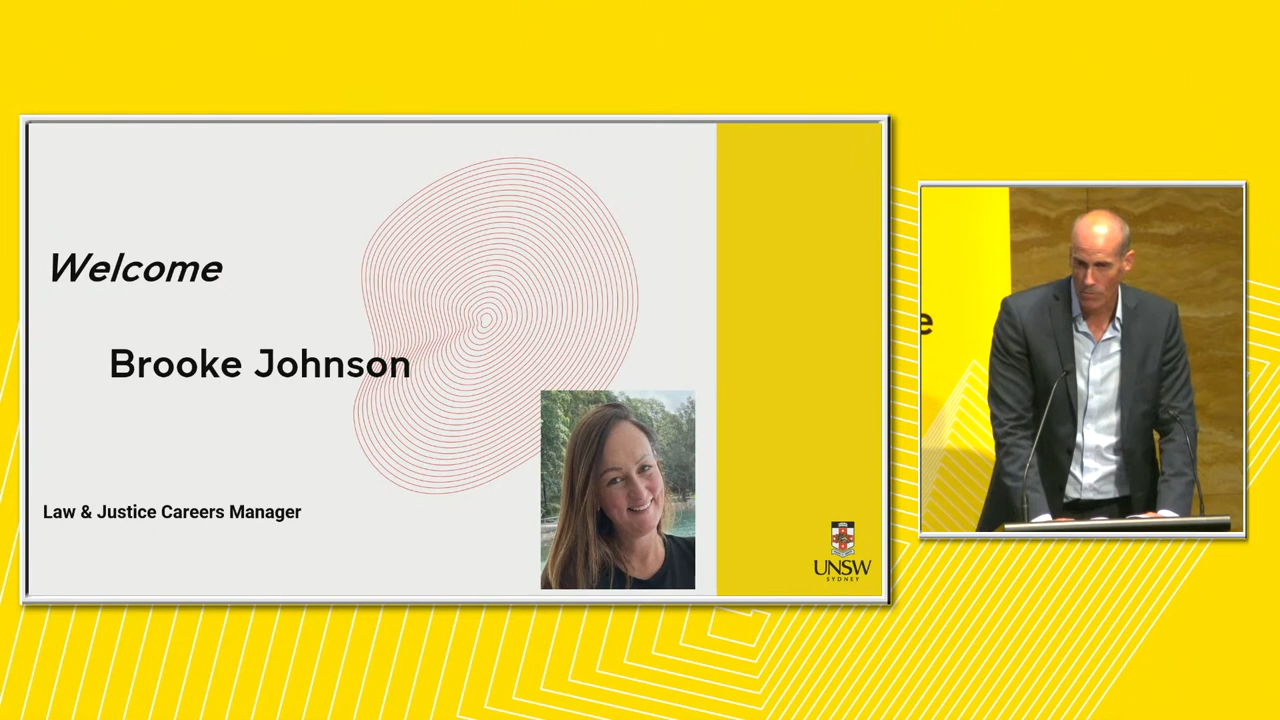 Welcome
Brooke Johnson
Law & Justice Careers Manager
UNSW
SYDNEY
e